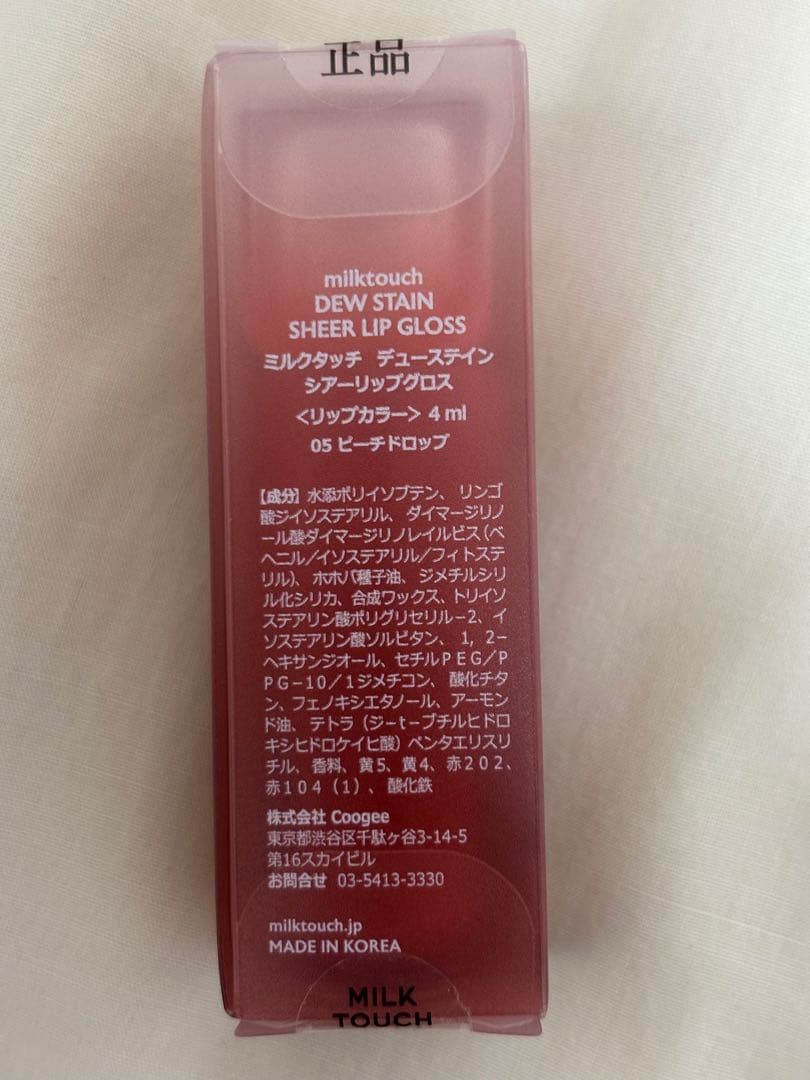 正品
milktouch
DEW STAIN
SHEER LIP GLOSS
ミルクタッチ デューステイン
シアーリップグロス
<リップカラー> 4 ml
05 ピーチドロップ
【成分】水添ポリイソブテン、リンゴ
酸ジイソステアリル、ダイマージリノ
ール酸ダイマージリノレイルビス(ベ
ヘニル/イソステアリル/フィトステ
リル)、ホホバ種子油、ジメチルシリ
ル化シリカ、合成ワックス、トリイソ
ステアリン酸ポリグリセリル-2、イ
ソステアリン酸ソルビタン、1,2-
ヘキサンジオール、セチルPEG/P
PG-10/1ジメチコン、酸化チタ
ン、フェノキシエタノール、アーモン
ド油、テトラ(ジ-t-ブチルヒドロ
キシヒドロケイヒ酸)ペンタエリスリ
チル、香料、黄5、黄4、赤202、
赤104(1)、酸化鉄
株式会社 Coogee
東京都渋谷区千駄ヶ谷3-14-5
第16スカイビル
お問合せ 03-5413-3330
milktouch.jp
MADE IN KOREA
MILK
TOUCH